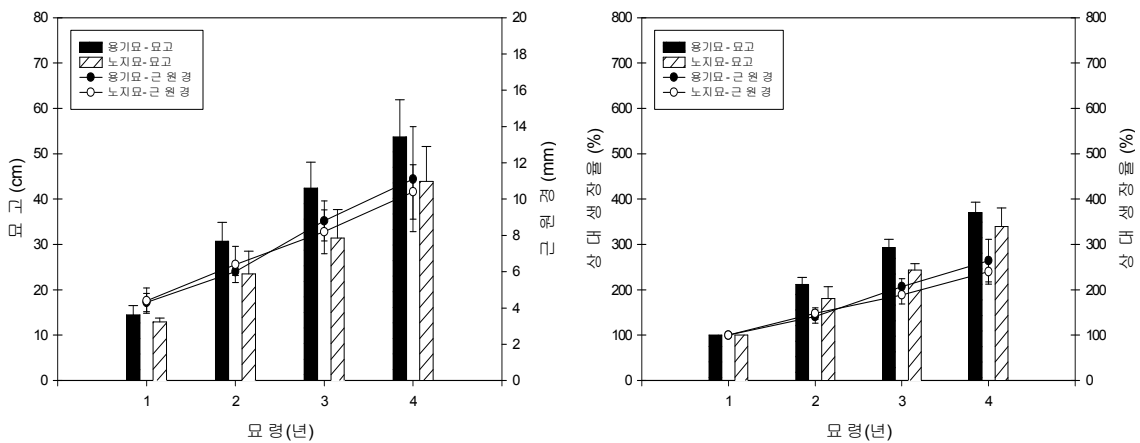 80
70
60
50
40
30
20
10
0
묘 고 (cm)
20
18
16
14
12
10
8
6
4
2
0
근 원 경 (mm)
용기묘 - 묘고
노지묘 - 묘고
용기묘 - 근 원 경
노지묘 - 근 원 경
1 2 3 4
묘 령 (년)
800
700
600
500
400
300
200
100
0
상 대 생 장 율 (%)
800
700
600
500
400
300
200
100
0
상 대 생 장 율 (%)
용기묘 - 묘고
노지묘 - 묘고
용기묘 - 근 원 경
노지묘 - 근 원 경
1 2 3 4
묘 령 (년)